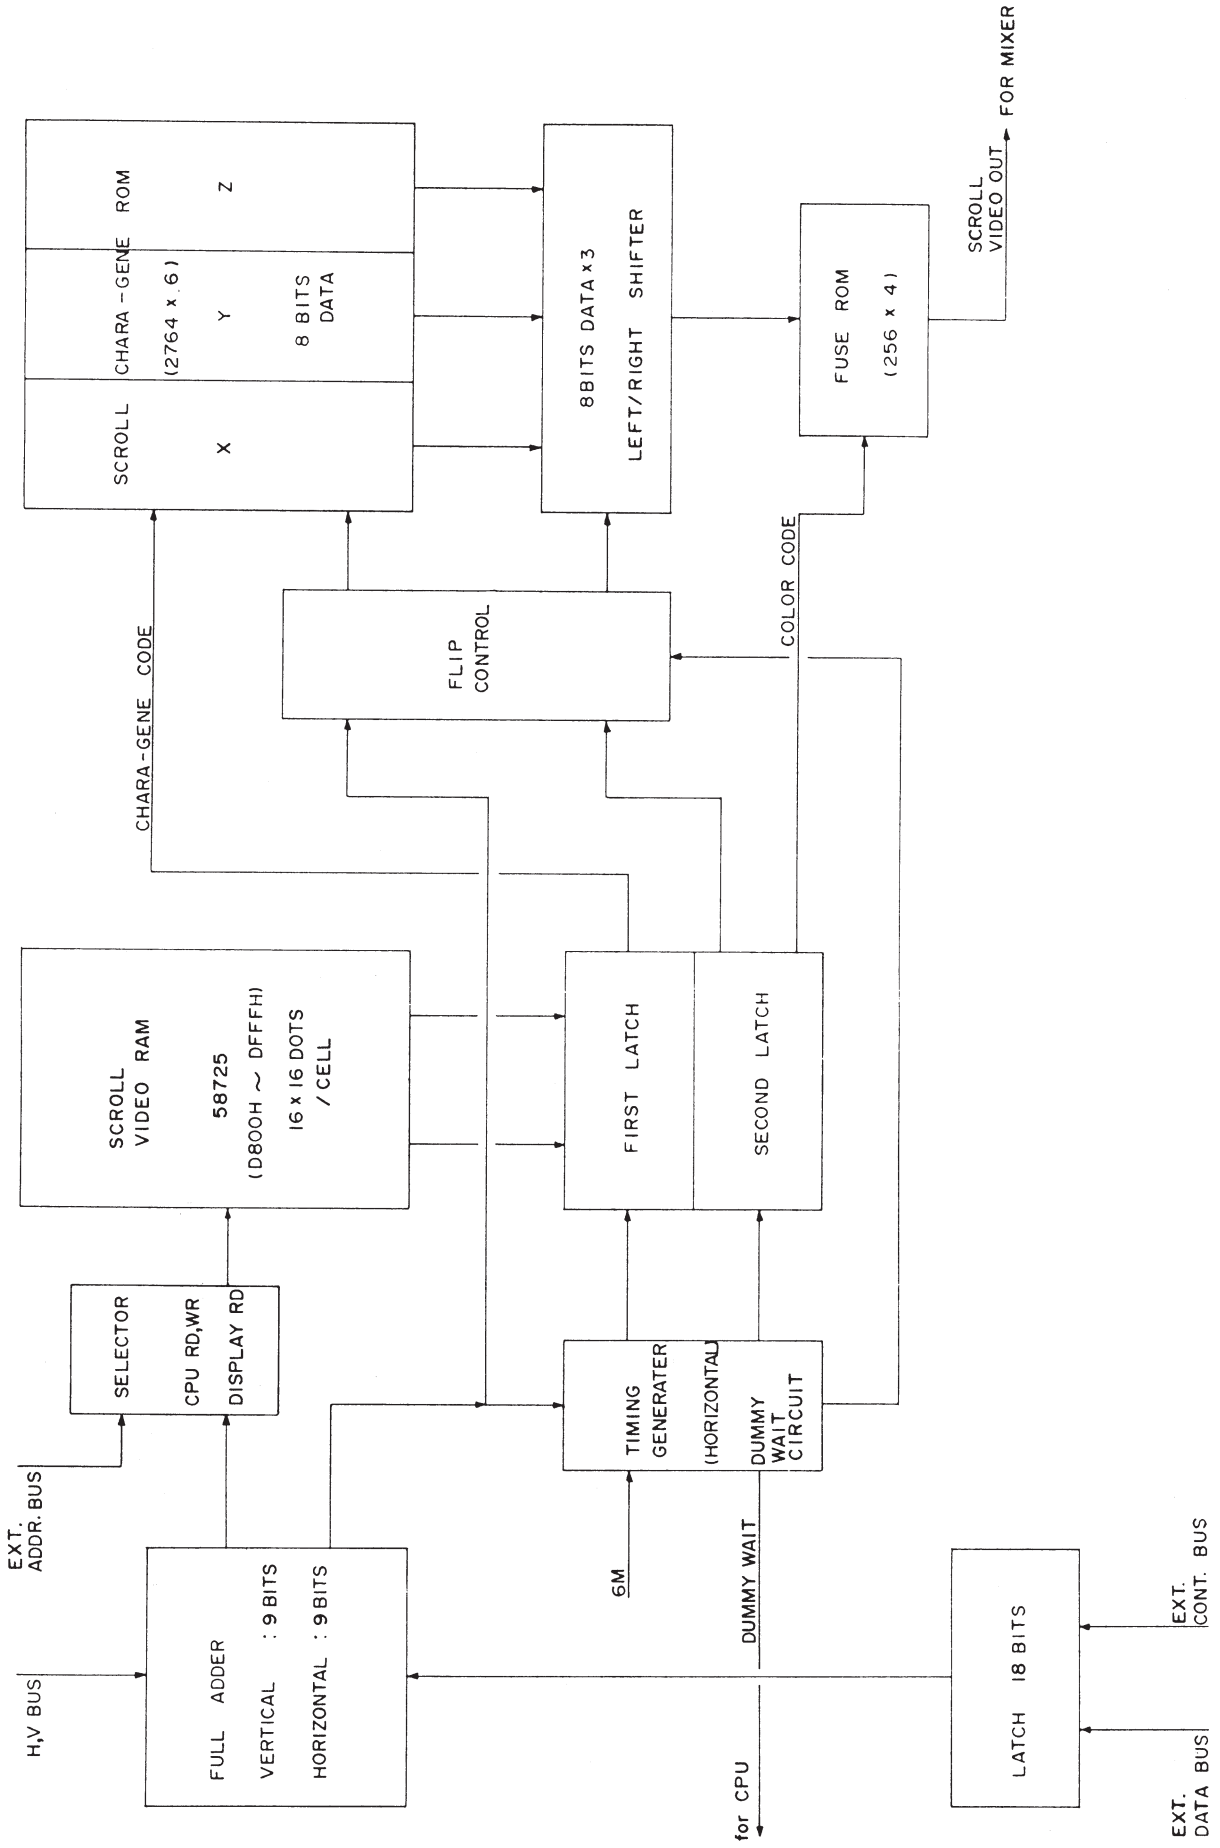 H,V BUS
EXT.
ADDR. BUS
FULL ADDER
VERTICAL : 9 BITS
HORIZONTAL : 9 BITS
SELECTOR
CPU RD,WR
DISPLAY RD
SCROLL
VIDEO RAM
58725
(D800H ~ DFFFH)
16 x 16 DOTS
/ CELL
CHARA-GENE CODE
SCROLL CHARA-GENE ROM
(2764 x 6)
X Y Z
8 BITS
DATA
FLIP
CONTROL
8BITS DATA x 3
LEFT/RIGHT SHIFTER
6M
TIMING
GENERATER
(HORIZONTAL)
DUMMY
WAIT
CIRCUIT
FIRST LATCH
SECOND LATCH
for CPU
DUMMY WAIT
COLOR CODE
FUSE ROM
(256 x 4)
SCROLL
VIDEO OUT
FOR MIXER
LATCH 18 BITS
EXT.
DATA BUS
EXT.
CONT. BUS